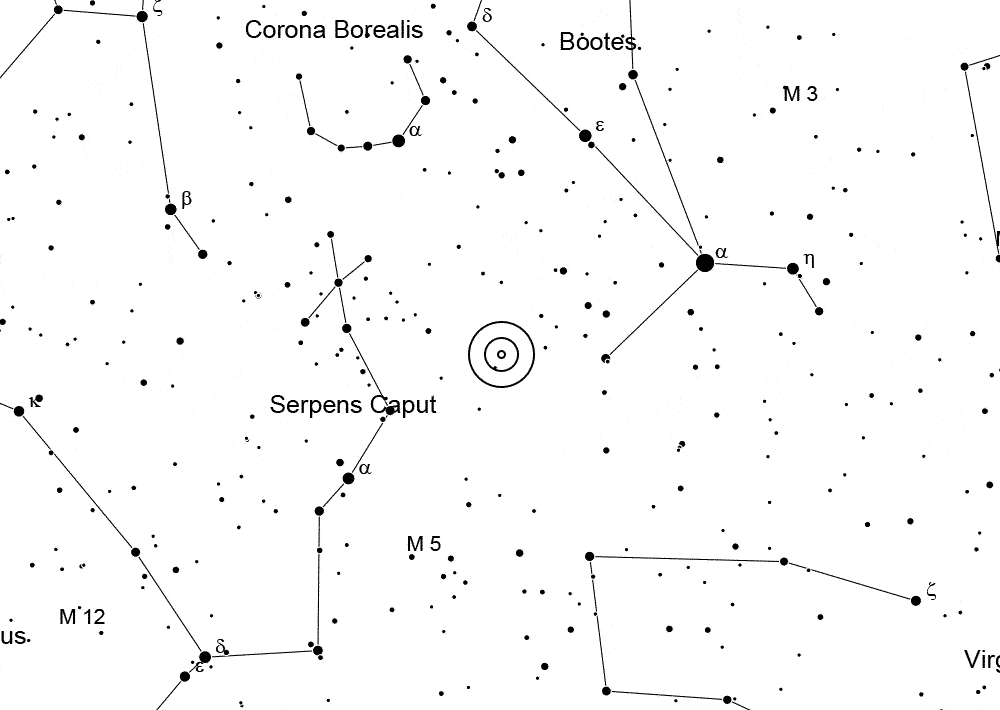 ζ
Corona Borealis
δ
Bootes
M 3
α
ε
β
α
η
κ
Serpens Caput
α
M 5
ζ
M 12
us
δ
ε
Virg